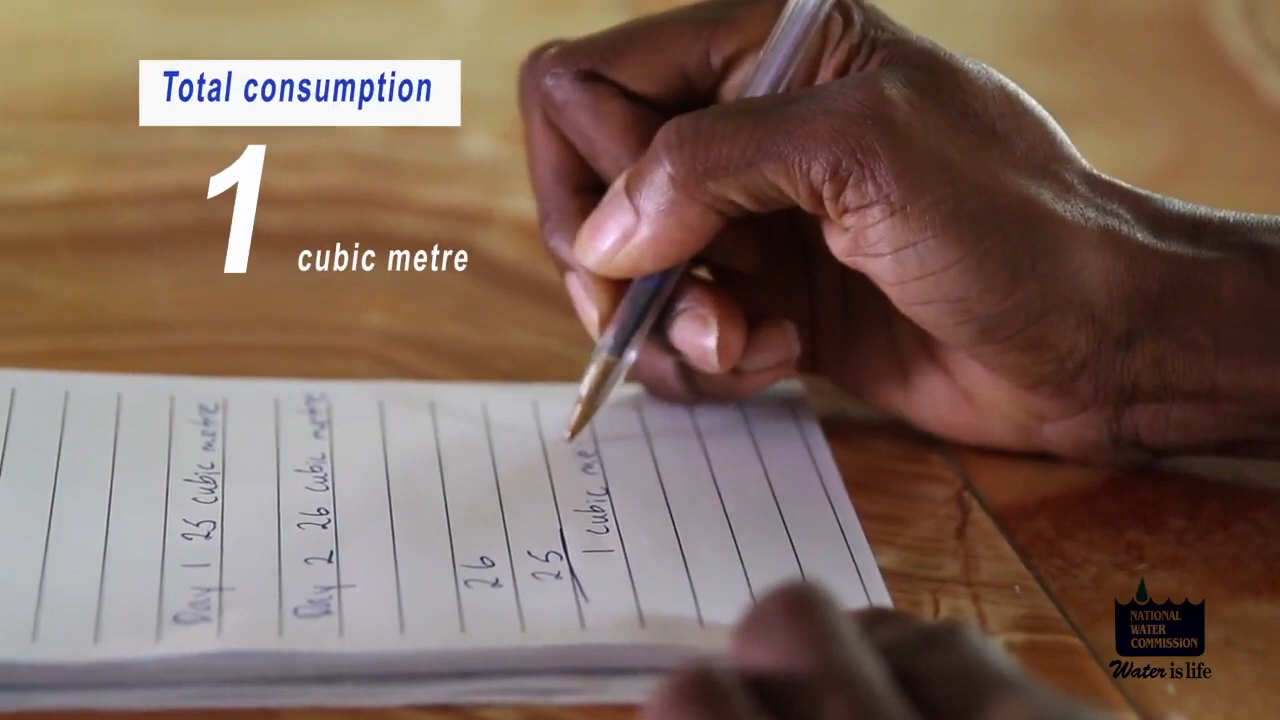 Total consumption
1
cubic metre
Day 1 25 cubic metre
Day 2 26 cubic metre
26
25
1 cubic me
NATIONAL
WATER
COMMISSION
Water is life